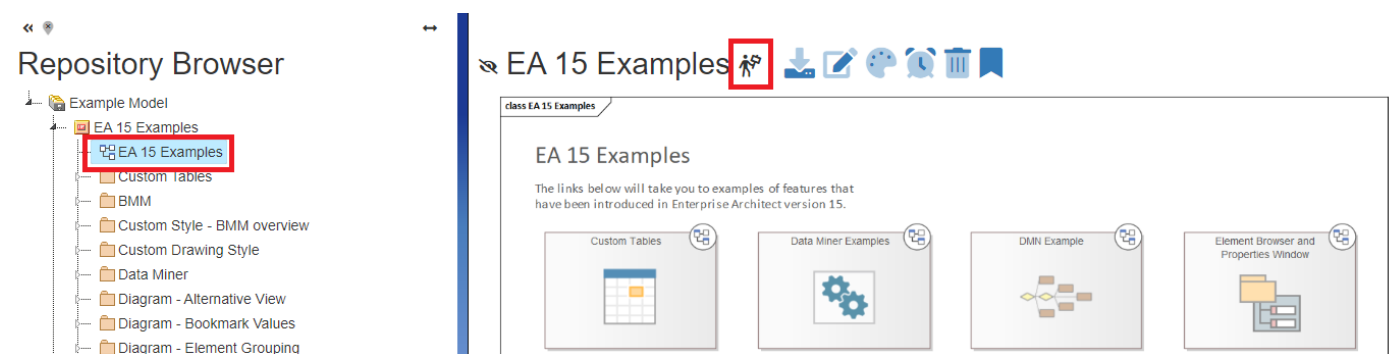 Repository Browser
Example Model
EA 15 Examples
EA 15 Examples
Custom Tables
BMM
Custom Style - BMM overview
Custom Drawing Style
Data Miner
Diagram - Alternative View
Diagram - Bookmark Values
Diagram - Element Grouping
EA 15 Examples
class EA 15 Examples
EA 15 Examples
The links below will take you to examples of features that
have been introduced in Enterprise Architect version 15.
Custom Tables
Data Miner Examples
DMN Example
Element Browser and
Properties Window